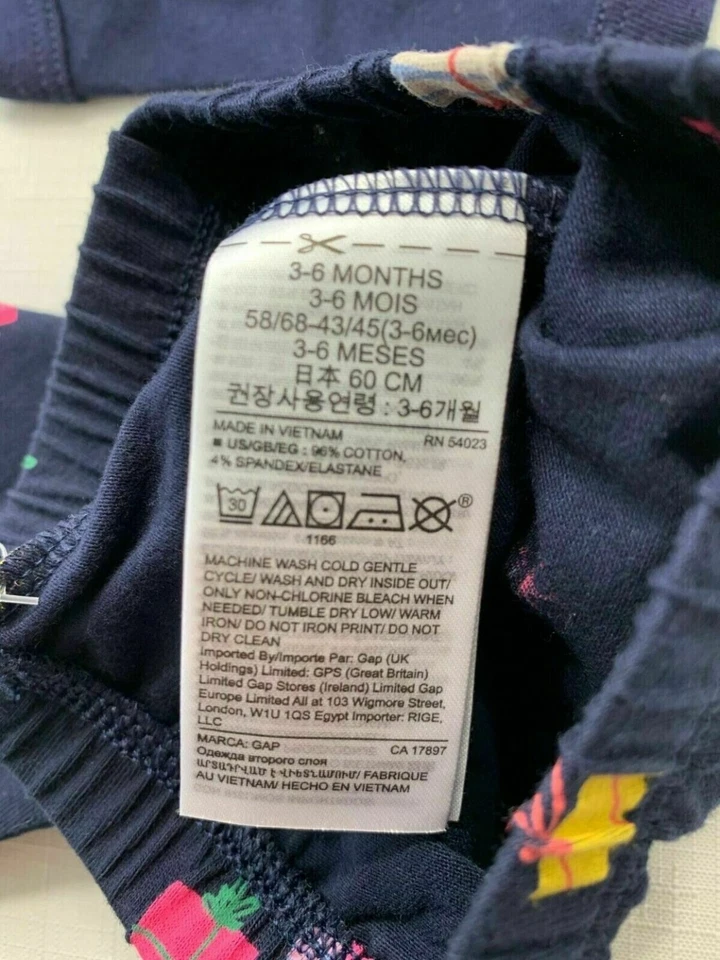 3-6 MONTHS
3-6 MOIS
58/68-43/45(3-6мес)
3-6 MESES
日本 60 CM
권장사용연령 : 3-6개월
MADE IN VIETNAM RN 54023
■ US/GB/EG : 96% COTTON,
4% SPANDEX/ELASTANE
30 ®
1166
MACHINE WASH COLD GENTLE
CYCLE/ WASH AND DRY INSIDE OUT/
ONLY NON-CHLORINE BLEACH WHEN
NEEDED/ TUMBLE DRY LOW/ WARM
IRON/ DO NOT IRON PRINT/ DO NOT
DRY CLEAN
Imported By/Importe Par: Gap (UK
Holdings) Limited: GPS (Great Britain)
Limited Gap Stores (Ireland) Limited Gap
Europe Limited All at 103 Wigmore Street,
London, W1U 1QS Egypt Importer: RIGE,
LLC
MARCA: GAP CA 17897
Одежда второго слоя
ԱՐՏԱԴՐՎԱԾ Է ՎԻԵՏՆԱՄՈՒՄ/ FABRIQUE
AU VIETNAM/ HECHO EN VIETNAM